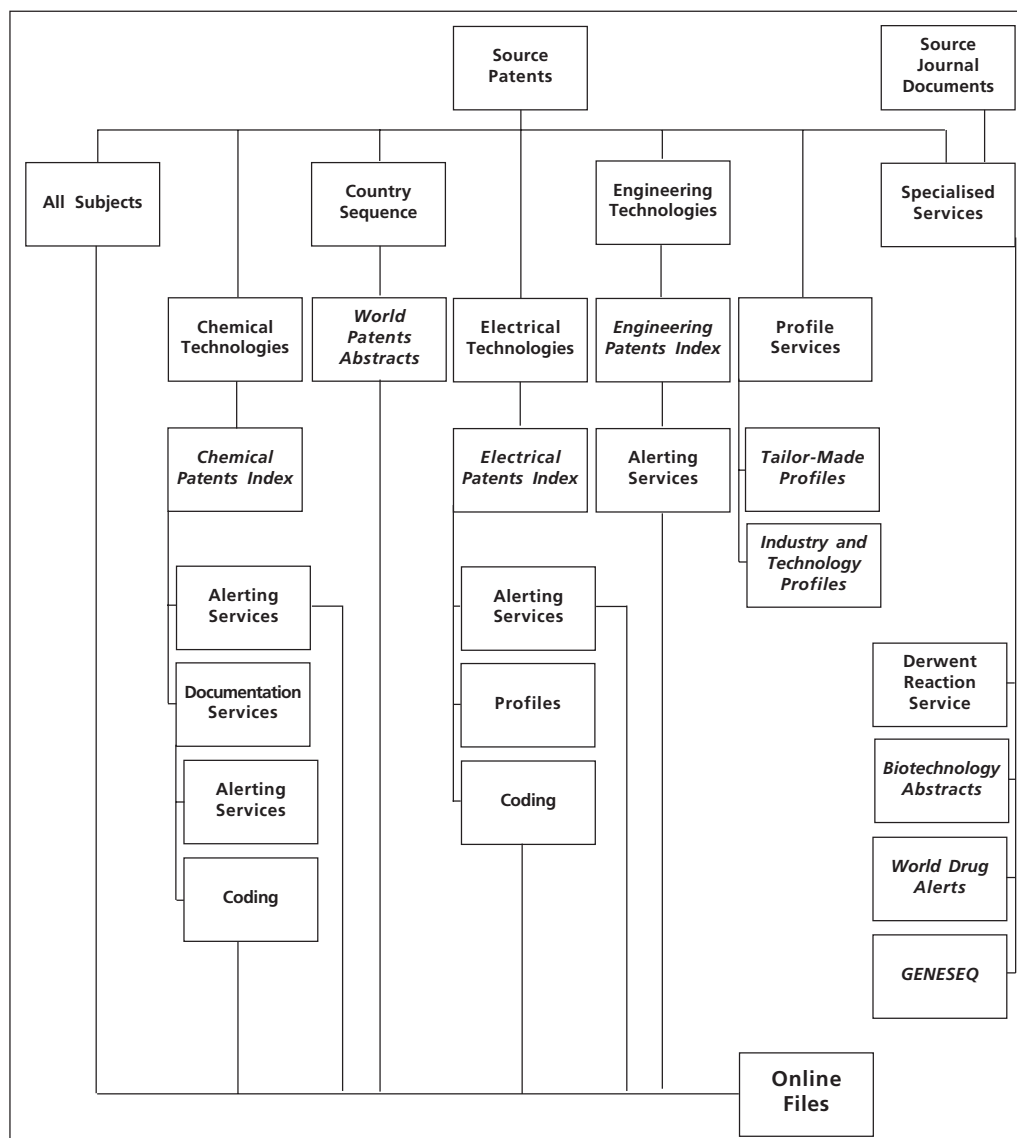 Source
Patents
Source
Journal
Documents
All Subjects
Country
Sequence
Engineering
Technologies
Specialised
Services
Chemical
Technologies
World
Patents
Abstracts
Electrical
Technologies
Engineering
Patents Index
Profile
Services
Chemical
Patents Index
Electrical
Patents Index
Alerting
Services
Tailor-Made
Profiles
Industry and
Technology
Profiles
Alerting
Services
Alerting
Services
Documentation
Services
Profiles
Derwent
Reaction
Service
Alerting
Services
Coding
Biotechnology
Abstracts
Coding
World Drug
Alerts
GENESEQ
Online
Files